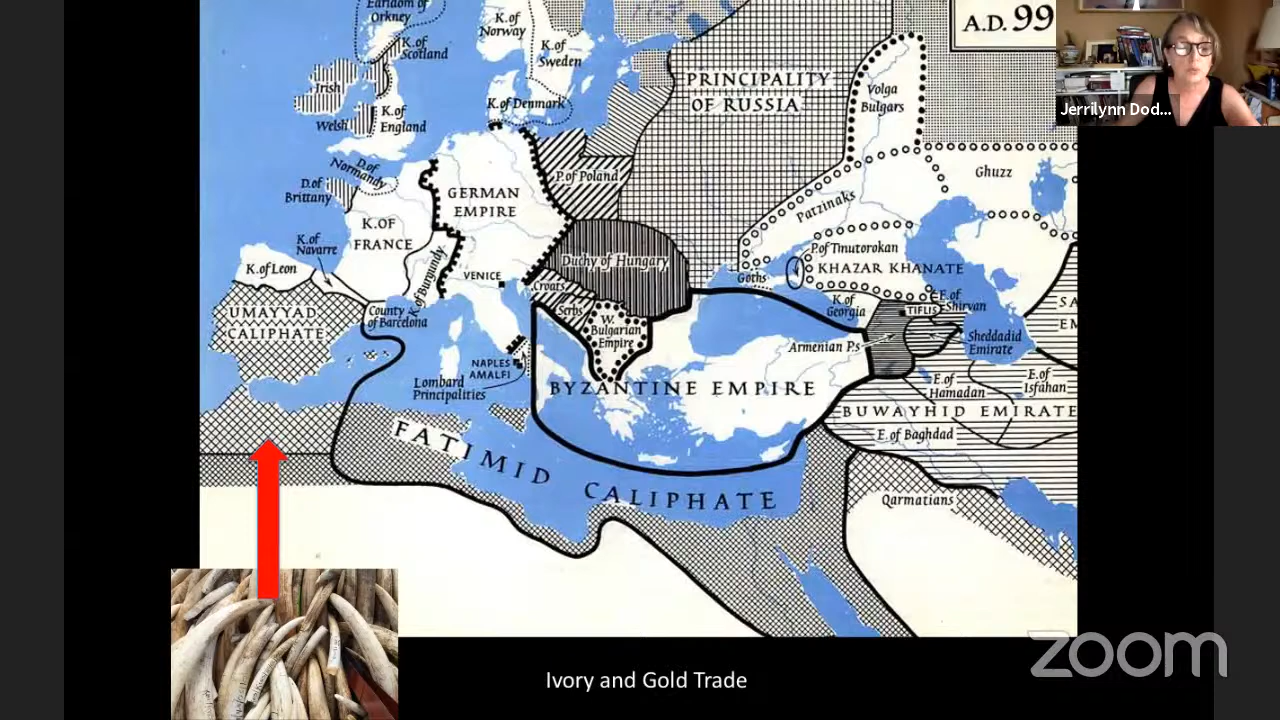 Earldom of
Orkney
K.of
Norway
K.of
Scotland
K.of
Sweden
A.D. 99
Jerrilynn Dod...
PRINCIPALITY
OF RUSSIA
Volga
Bulgars
Irish
K.of Denmark
Welsh
K.of
England
D.of
Normandy
P.of Poland
Ghuzz
D.of
Brittany
GERMAN
EMPIRE
Patzinaks
K.OF
FRANCE
K.of
Navarre
K.of Leon
K.of Burgundy
VENICE
Duchy of Hungary
Goths
P.of Tmutorokan
KHAZAR KHANATE
UMAYYAD
CALIPHATE
County
of Barcelona
Croats
Serbs
W.
Bulgarian
Empire
K.of
Georgia
E.of
Shirvan
TIFLIS
Armenian P.s
Sheddadid
Emirate
NAPLES
AMALFI
Lombard
Principalities
BYZANTINE EMPIRE
E.of
Hamadan
E.of
Isfahan
BUWAYHID EMIRATE
E.of Baghdad
FATIMID CALIPHATE
Qarmatians
Ivory and Gold Trade
zoom